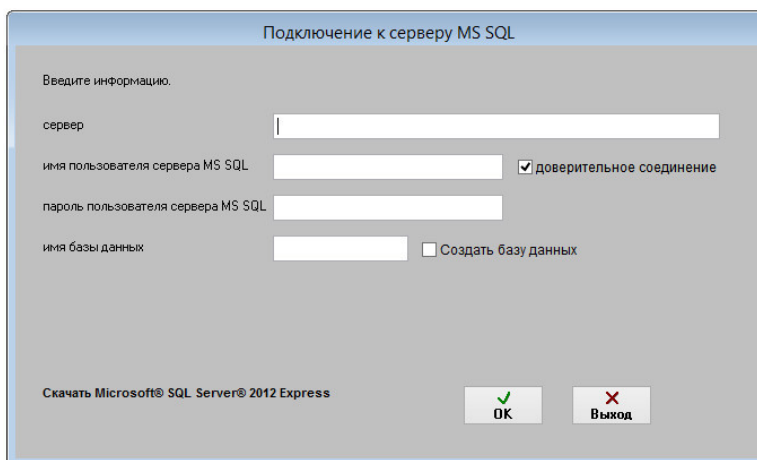 Подключение к серверу MS SQL
Введите информацию.
сервер
имя пользователя сервера MS SQL
доверительное соединение
пароль пользователя сервера MS SQL
имя базы данных
Создать базу данных
Скачать Microsoft® SQL Server® 2012 Express
OK
Выход